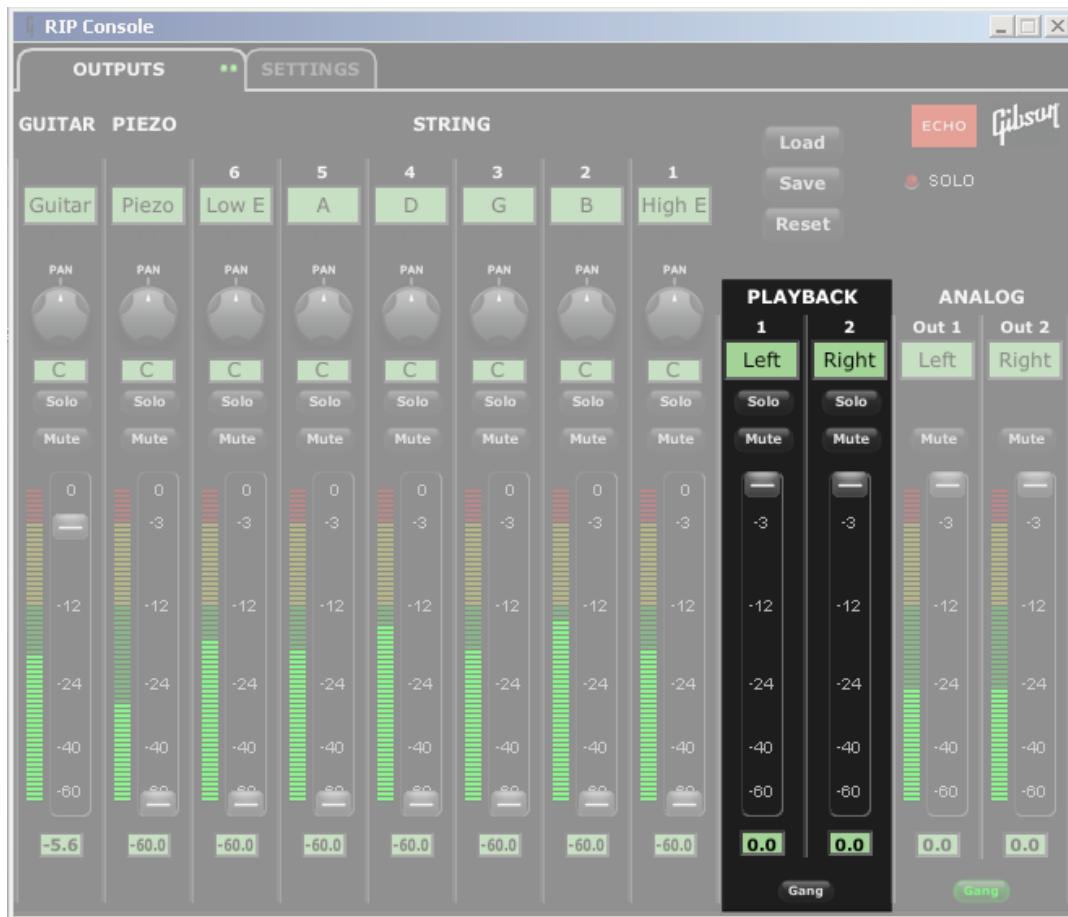 RIP Console
OUTPUTS SETTINGS
GUITAR PIEZO STRING
ECHO Gibson
Load
Save
Reset
SOLO
6 5 4 3 2 1
Guitar Piezo Low E A D G B High E
PAN PAN PAN PAN PAN PAN PAN PAN
PLAYBACK ANALOG
1 2 Out 1 Out 2
Left Right Left Right
C C C C C C C C
Solo Solo Solo Solo Solo Solo Solo Solo Solo Solo
Mute Mute Mute Mute Mute Mute Mute Mute Mute Mute Mute Mute
0 0 0 0 0 0 0 0
-3 -3 -3 -3 -3 -3 -3 -3 -3 -3 -3
-12 -12 -12 -12 -12 -12 -12 -12 -12 -12 -12 -12
-24 -24 -24 -24 -24 -24 -24 -24 -24 -24 -24 -24
-40 -40 -40 -40 -40 -40 -40 -40 -40 -40 -40 -40
-60 -60 -60 -60 -60
-5.6 -60.0 -60.0 -60.0 -60.0 -60.0 -60.0 -60.0 0.0 0.0 0.0 0.0
Gang Gang